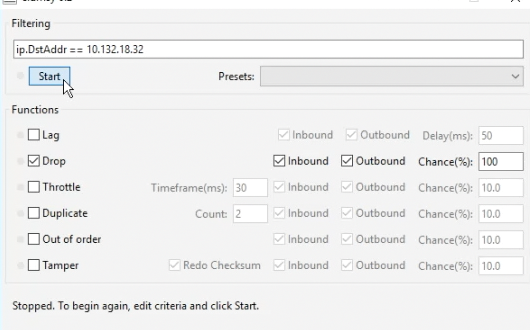 Filtering
ip.DstAddr == 10.132.18.32
Start Presets:
Functions
Lag Inbound Outbound Delay(ms): 50
Drop Inbound Outbound Chance(%): 100
Throttle Timeframe(ms): 30 Inbound Outbound Chance(%): 10.0
Duplicate Count: 2 Inbound Outbound Chance(%): 10.0
Out of order Inbound Outbound Chance(%): 10.0
Tamper Redo Checksum Inbound Outbound Chance(%): 10.0
Stopped. To begin again, edit criteria and click Start.